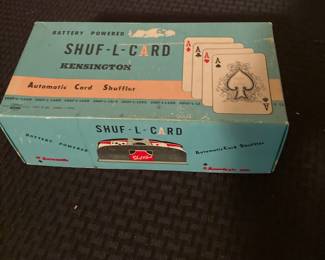 BATTERY POWERED
SHUF-L-CARD
KENSINGTON
Automatic Card Shuffler
A
A
A
A
A
SHUF-L-CARD
BATTERY POWERED
Automatic Card Shuffler